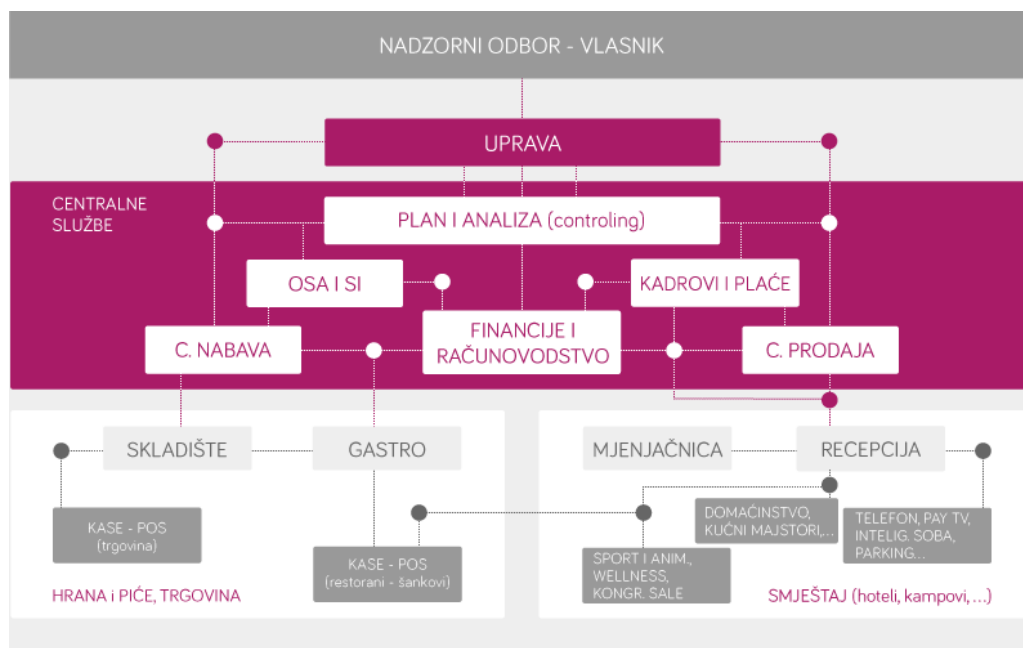 NADZORNI ODBOR - VLASNIK
UPRAVA
CENTRALNE
SLUŽBE
PLAN I ANALIZA (controling)
OSA I SI
KADROVI I PLAĆE
C. NABAVA
FINANCIJE I
RAČUNOVODSTVO
C. PRODAJA
SKLADIŠTE
GASTRO
MJENJAČNICA
RECEPCIJA
KASE - POS
(trgovina)
KASE - POS
(restorani - šankovi)
SPORT I ANIM.,
WELLNESS,
KONGR. SALE
DOMAĆINSTVO,
KUĆNI MAJSTORI,...
TELEFON, PAY TV,
INTELIG. SOBA,
PARKING...
HRANA i PIĆE, TRGOVINA
SMJEŠTAJ (hoteli, kampovi, ...)